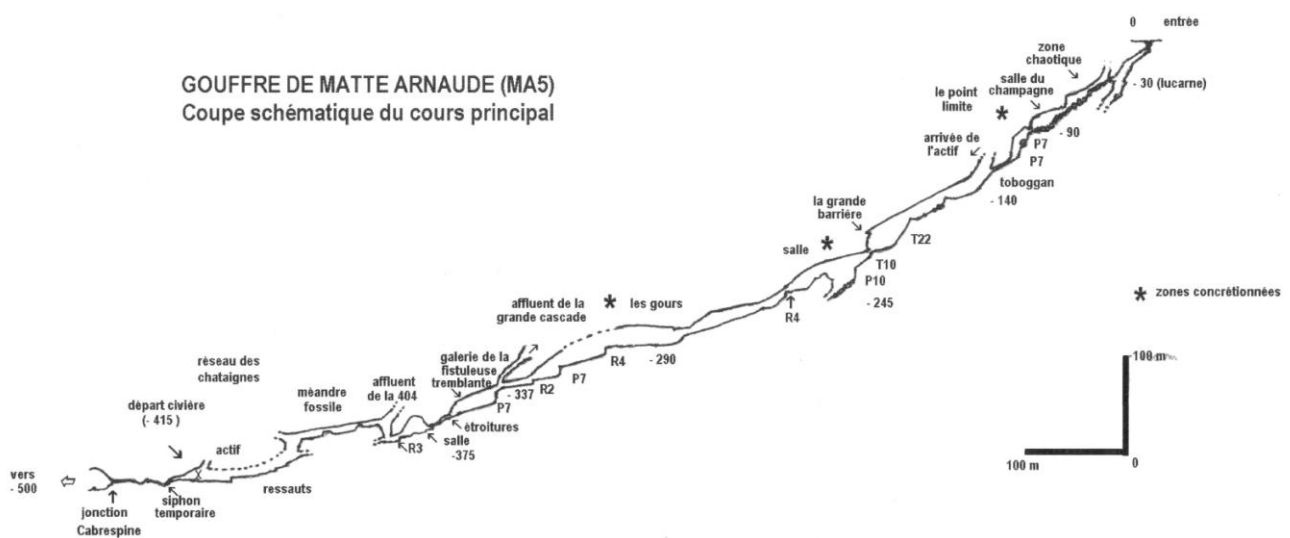 GOUFFRE DE MATTE ARNAUDE (MA5)
Coupe schématique du cours principal
0 entrée
zone
chaotique
- 30 (lucarne)
salle du
champagne
le point
limite
*
- 90
P7
P7
arrivée de
l'actif
toboggan
- 140
la grande
barrière
T22
salle
*
T10
P10
- 245
R4
* zones concrétionnées
affluent de la
grande cascade
* les gours
- 290
R4
P7
R2
- 337
P7
galerie de la
fistuleuse
tremblante
étroitures
salle
-375
R3
affluent
de la 404
réseau des
chataignes
méandre
fossile
départ civière
(- 415 )
actif
ressauts
vers
- 500
siphon
temporaire
jonction
Cabrespine
100 m
100 m
0